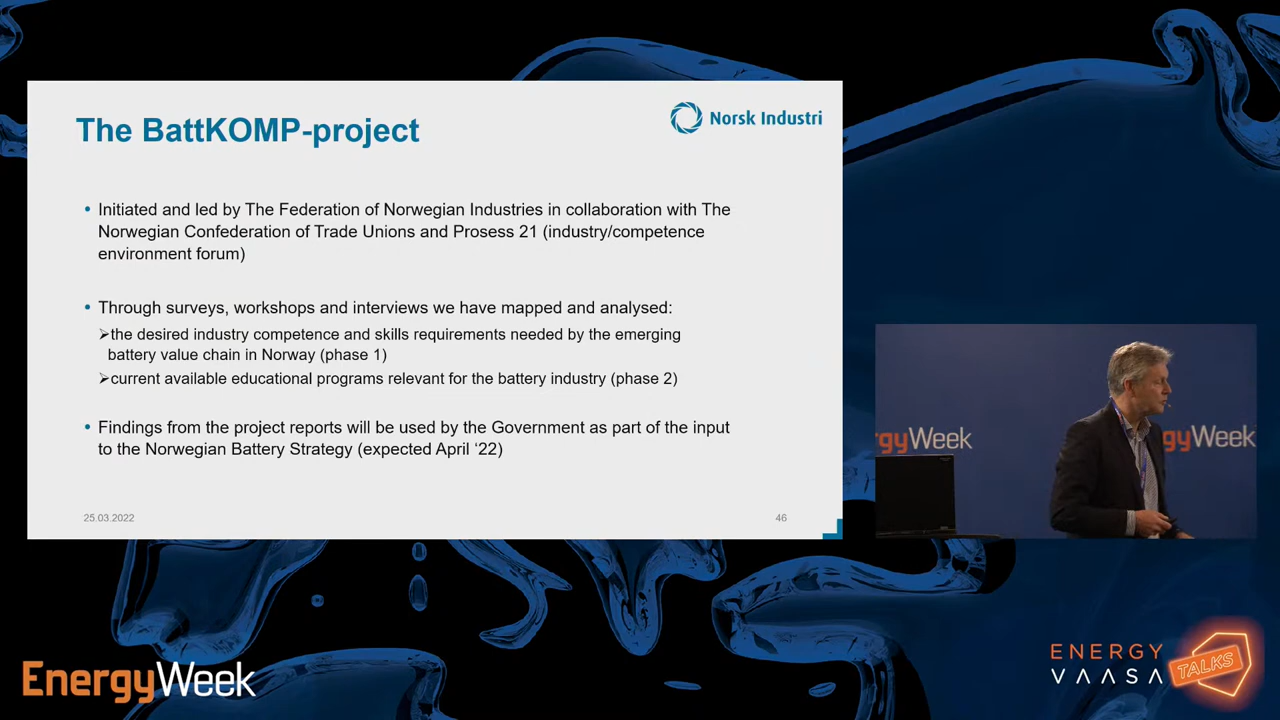 The BattKOMP-project
Norsk Industri
• Initiated and led by The Federation of Norwegian Industries in collaboration with The
Norwegian Confederation of Trade Unions and Prosess 21 (industry/competence
environment forum)
• Through surveys, workshops and interviews we have mapped and analysed:
➢the desired industry competence and skills requirements needed by the emerging
battery value chain in Norway (phase 1)
➢current available educational programs relevant for the battery industry (phase 2)
• Findings from the project reports will be used by the Government as part of the input
to the Norwegian Battery Strategy (expected April ‘22)
25.03.2022
46
rgyWeek
gyWeek
EnergyWeek
ENERGY
VAASA
TALKS